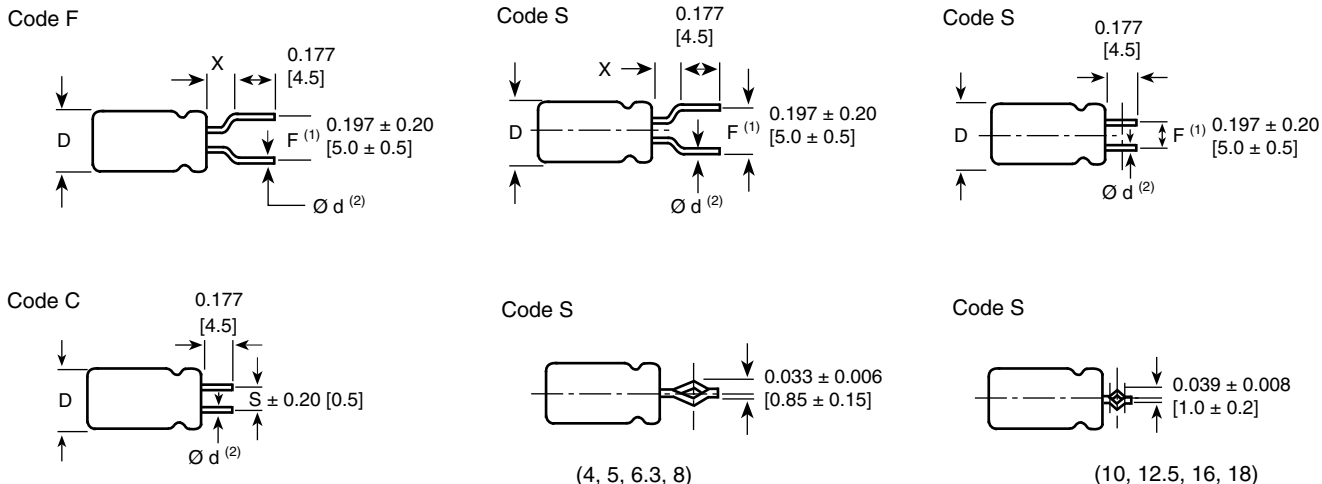 Code F
X
0.177
[4.5]
D
F (1)
0.197 ± 0.20
[5.0 ± 0.5]
Ø d (2)
Code S
0.177
[4.5]
X
D
F (1)
0.197 ± 0.20
[5.0 ± 0.5]
Ø d (2)
Code S
0.177
[4.5]
D
F (1) 0.197 ± 0.20
[5.0 ± 0.5]
Ø d (2)
Code C
0.177
[4.5]
D
S ± 0.20 [0.5]
Ø d (2)
Code S
0.033 ± 0.006
[0.85 ± 0.15]
(4, 5, 6.3, 8)
Code S
0.039 ± 0.008
[1.0 ± 0.2]
(10, 12.5, 16, 18)